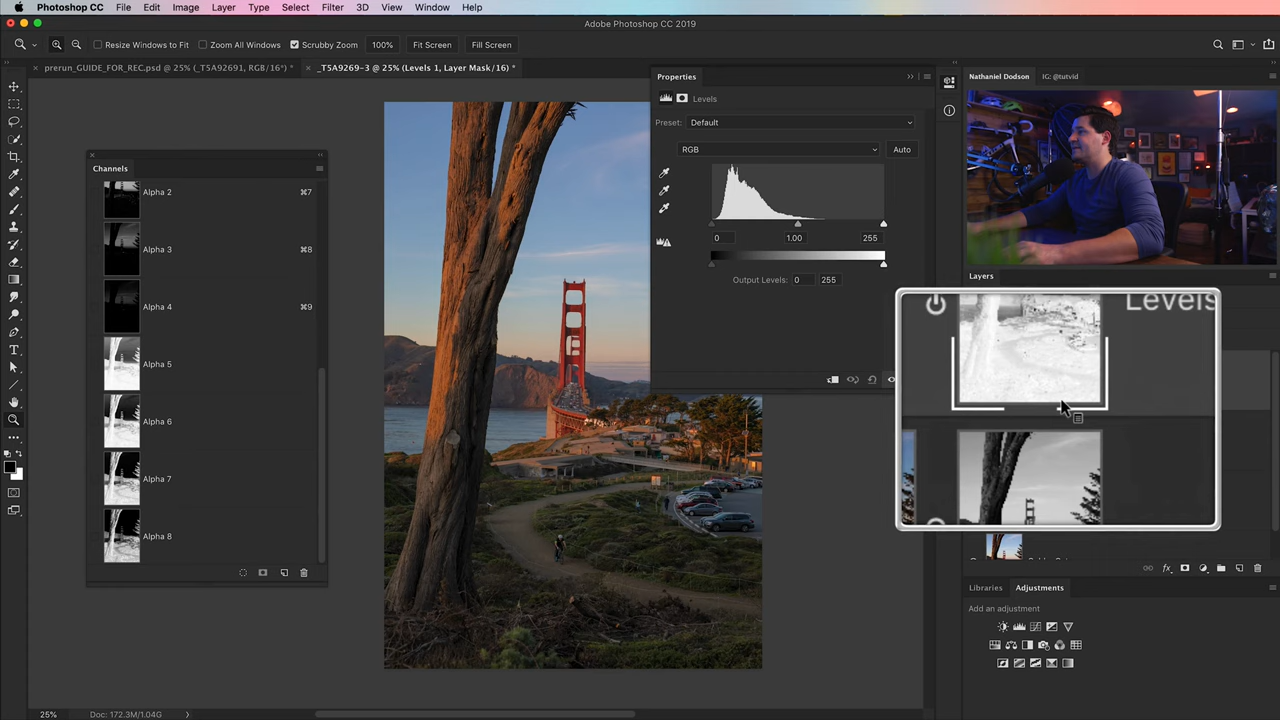 Photoshop CC File Edit Image Layer Type Select Filter 3D View Window Help
Adobe Photoshop CC 2019
Resize Windows to Fit Zoom All Windows Scrubby Zoom 100% Fit Screen Fill Screen
prerun_GUIDE_FOR_REC.psd @ 25% (_T5A92691, RGB/16*) *
_T5A9269-3 @ 25% (Levels 1, Layer Mask/16) *
Properties
Levels
Preset: Default
RGB Auto
0 1.00 255
Output Levels: 0 255
Channels
Alpha 2 ⌘7
Alpha 3 ⌘8
Alpha 4 ⌘9
Alpha 5
Alpha 6
Alpha 7
Alpha 8
Nathaniel Dodson IG: @tutvid
Layers
Levels
Libraries Adjustments
Add an adjustment
25% Doc: 172.3M/1.04G